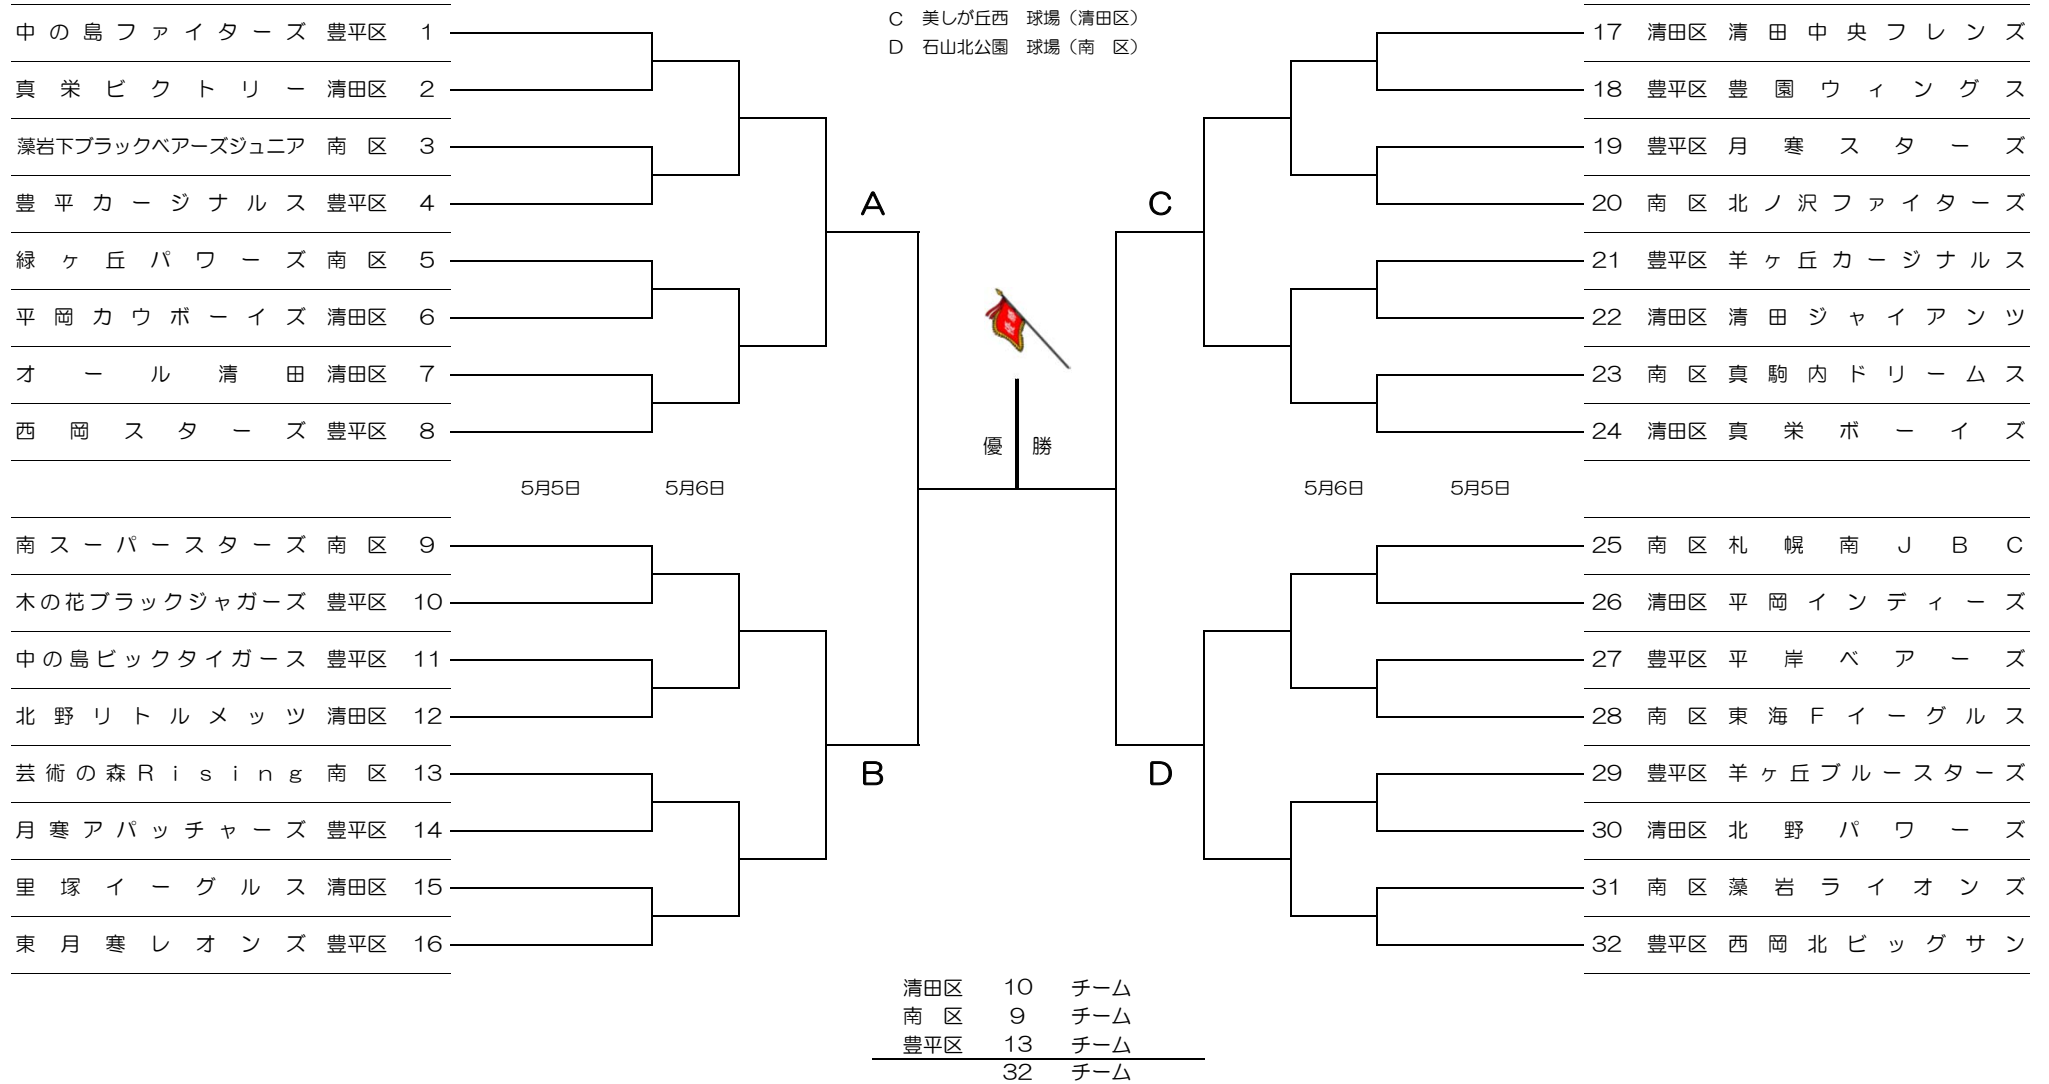 C 美しが丘西 球場（清田区）
D 石山北公園 球場（南 区）
中の島ファイターズ 豊平区 1
真栄ビクトリー 清田区 2
藻岩下ブラックベアーズジュニア 南 区 3
豊平カージナルス 豊平区 4
緑ヶ丘パワーズ 南 区 5
平岡カウボーイズ 清田区 6
オール清田 清田区 7
西岡スターズ 豊平区 8
5月5日 5月6日
南スーパースターズ 南 区 9
木の花ブラックジャガーズ 豊平区 10
中の島ビックタイガース 豊平区 11
北野リトルメッツ 清田区 12
芸術の森Rising 南 区 13
月寒アパッチャーズ 豊平区 14
里塚イーグルス 清田区 15
東月寒レオンズ 豊平区 16
A
B
優 勝
C
D
17 清田区 清田中央フレンズ
18 豊平区 豊園ウィングス
19 豊平区 月寒スターズ
20 南 区 北ノ沢ファイターズ
21 豊平区 羊ヶ丘カージナルス
22 清田区 清田ジャイアンツ
23 南 区 真駒内ドリームス
24 清田区 真栄ボーイズ
5月6日 5月5日
25 南 区 札幌南JBC
26 清田区 平岡インディーズ
27 豊平区 平岸ベアーズ
28 南 区 東海Fイーグルス
29 豊平区 羊ヶ丘ブルースターズ
30 清田区 北野パワーズ
31 南 区 藻岩ライオンズ
32 豊平区 西岡北ビッグサン
清田区 10 チーム
南 区 9 チーム
豊平区 13 チーム
32 チーム